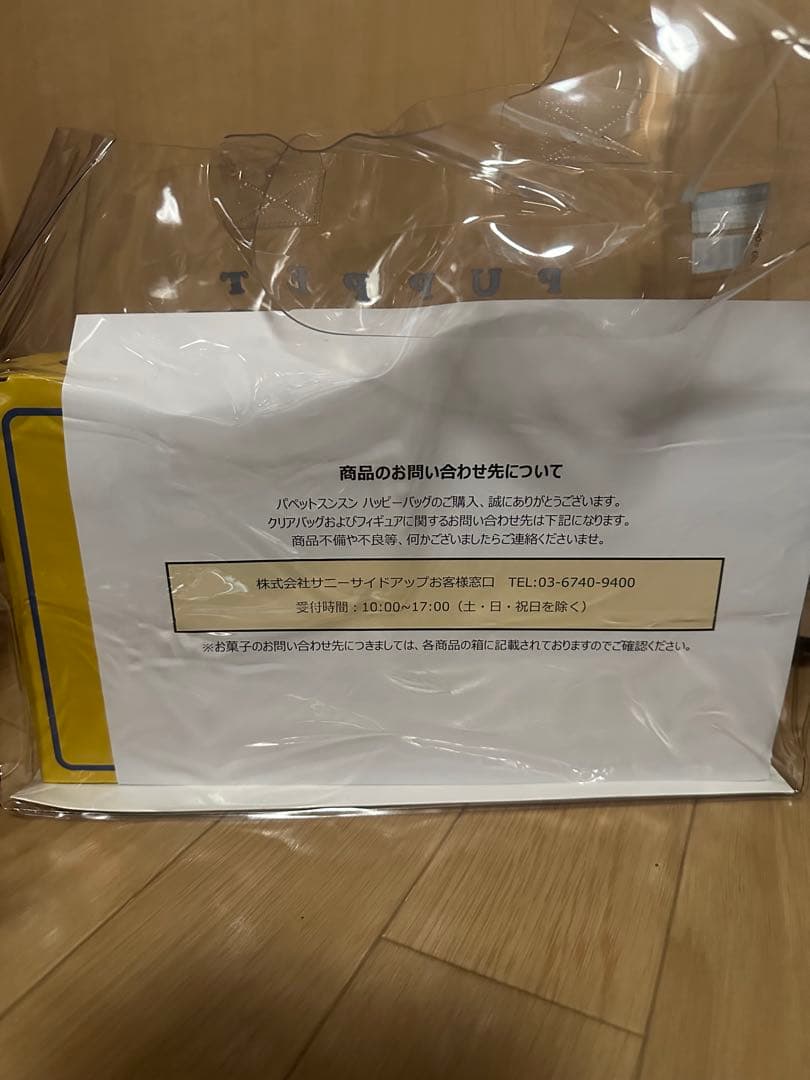 PUPPET
商品のお問い合わせ先について
パペットスンスン ハッピーバッグのご購入、誠にありがとうございます。
クリアバッグおよびフィギュアに関するお問い合わせ先は下記になります。
商品不備や不良等、何かございましたらご連絡くださいませ。
株式会社サニーサイドアップお客様窓口　TEL:03-6740-9400
受付時間：10:00~17:00（土・日・祝日を除く）
※お菓子のお問い合わせ先につきましては、各商品の箱に記載されておりますのでご確認ください。